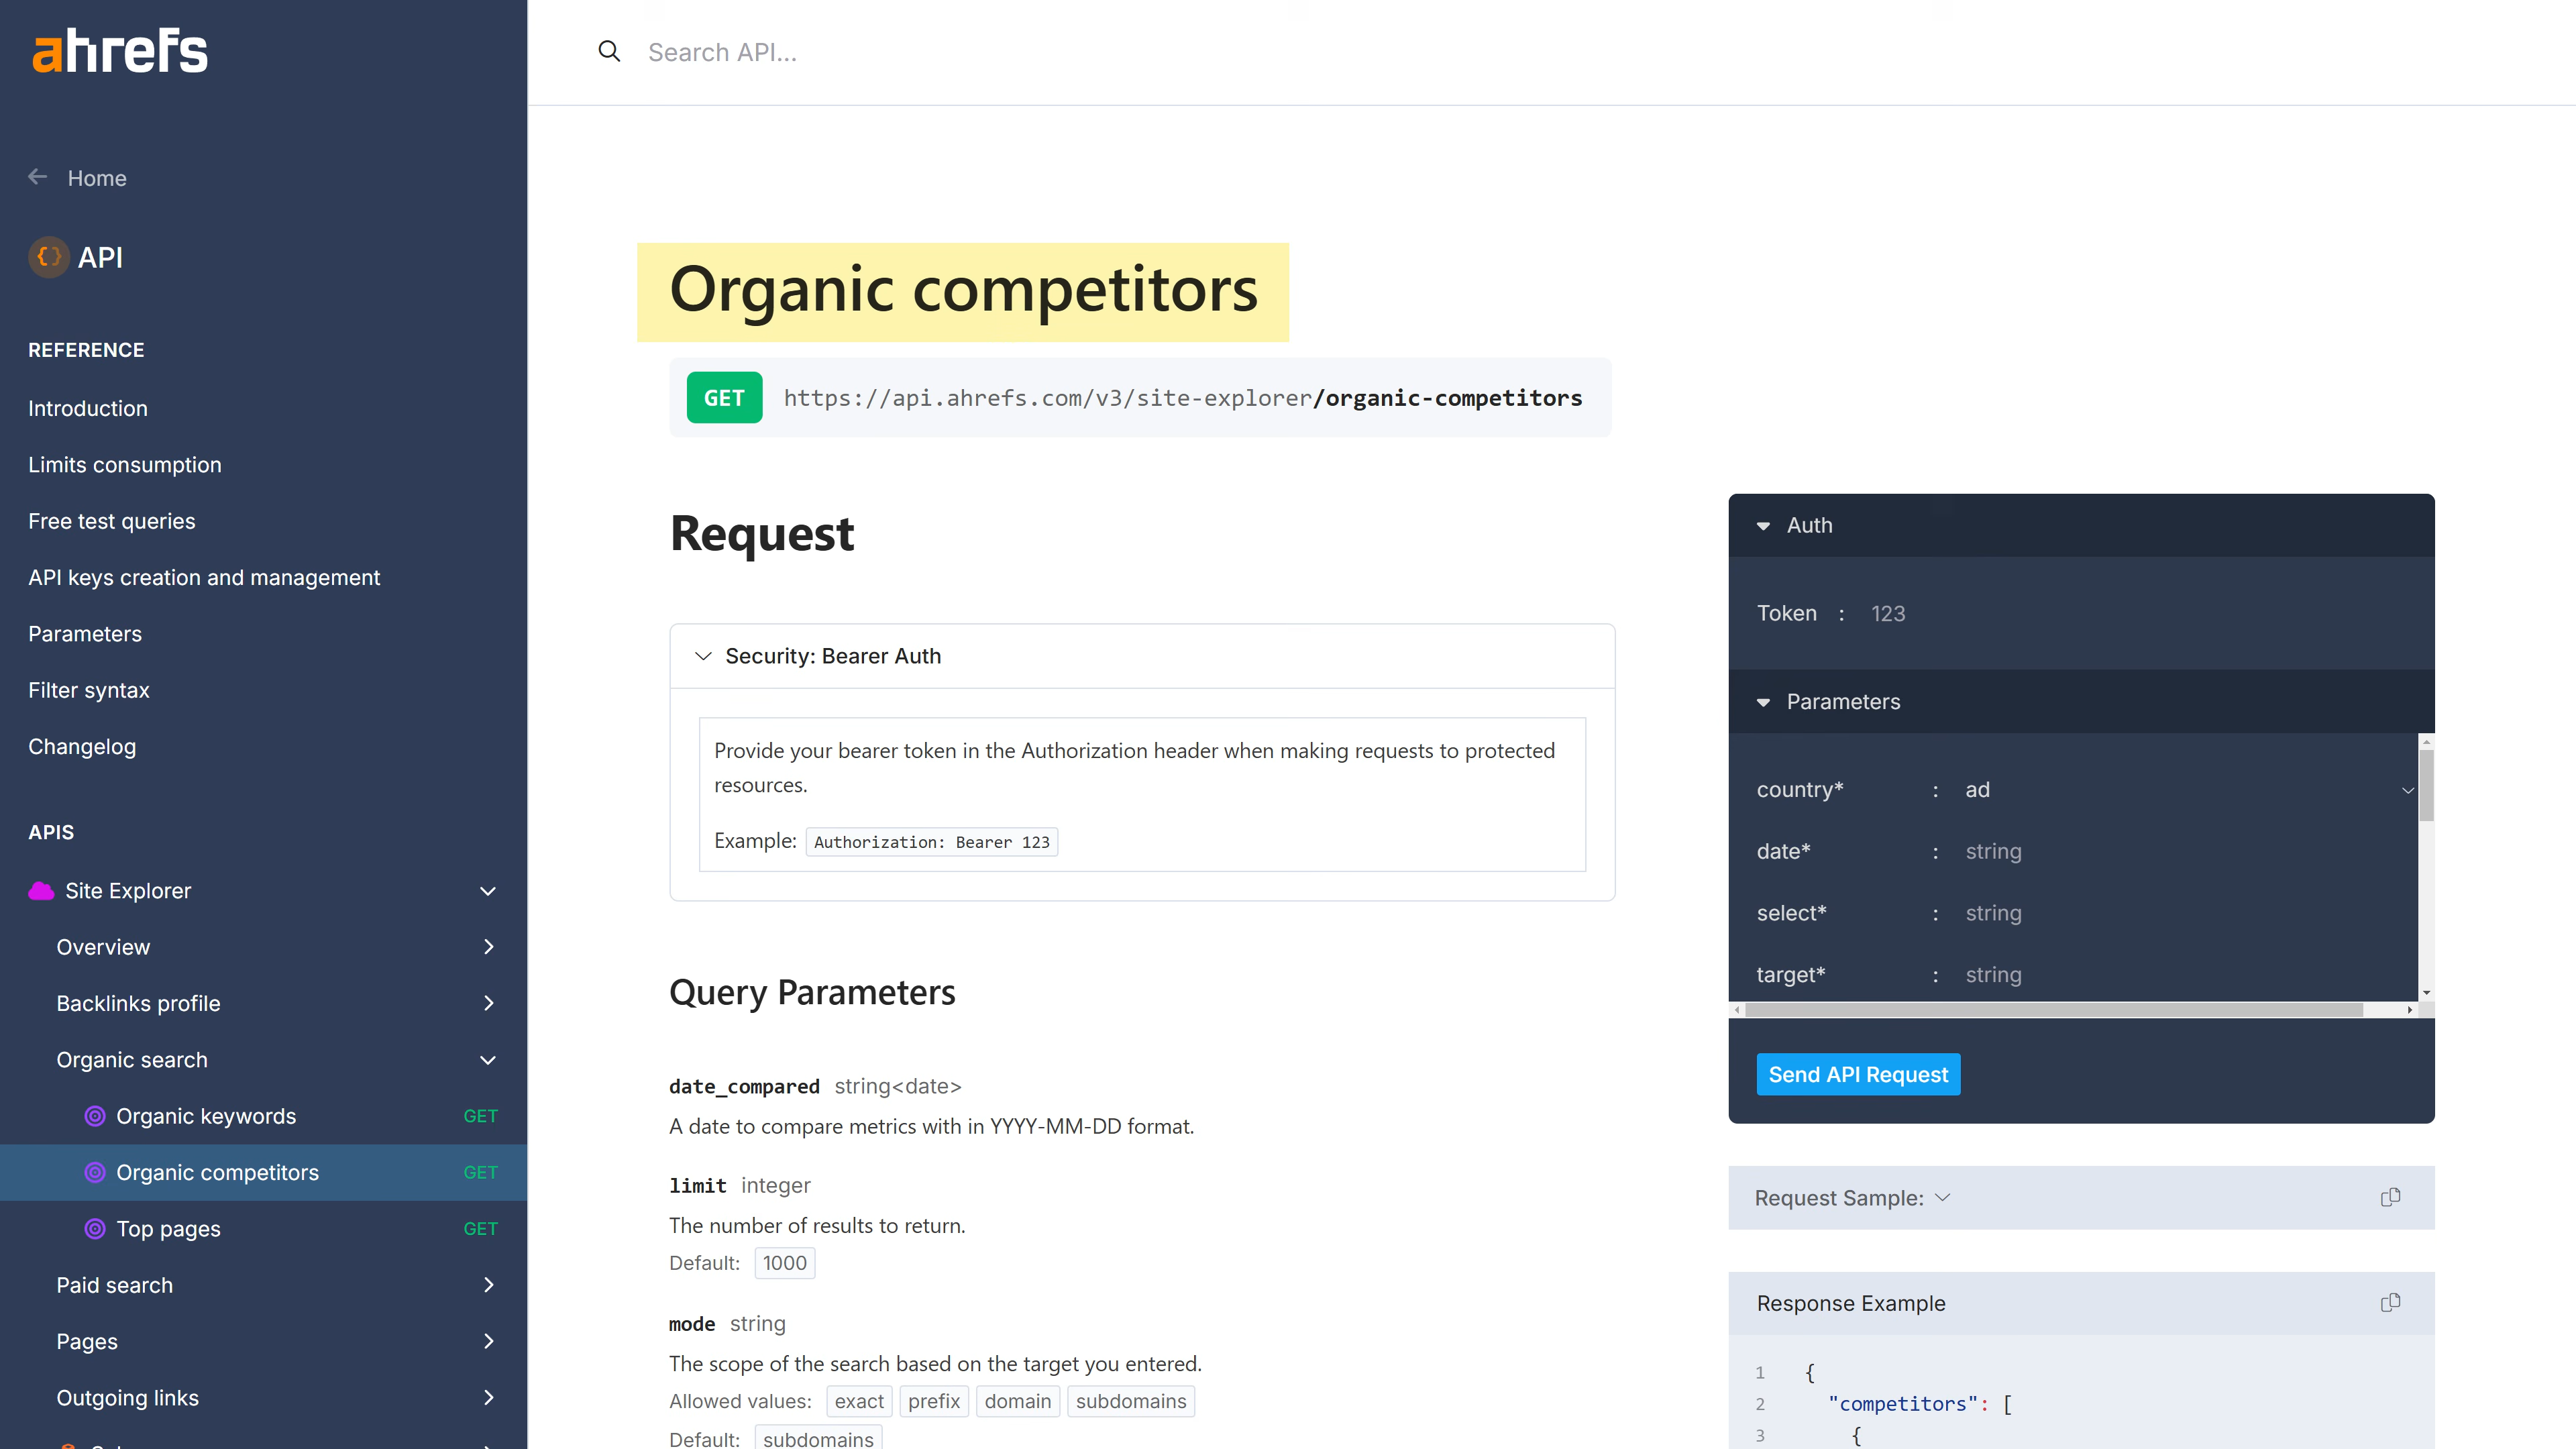 ahrefs
Search API...
Home
{} API
REFERENCE
Introduction
Limits consumption
Free test queries
API keys creation and management
Parameters
Filter syntax
Changelog
APIS
Site Explorer
Overview
Backlinks profile
Organic search
Organic keywords GET
Organic competitors GET
Top pages GET
Paid search
Pages
Outgoing links
Organic competitors
GET https://api.ahrefs.com/v3/site-explorer/organic-competitors
Request
Security: Bearer Auth
Provide your bearer token in the Authorization header when making requests to protected
resources.
Example: Authorization: Bearer 123
Query Parameters
date_compared string<date>
A date to compare metrics with in YYYY-MM-DD format.
limit integer
The number of results to return.
Default: 1000
mode string
The scope of the search based on the target you entered.
Allowed values: exact prefix domain subdomains
Default: subdomains
Auth
Token : 123
Parameters
country* : ad
date* : string
select* : string
target* : string
Send API Request
Request Sample:
Response Example
1 {
2 "competitors": [
3 {